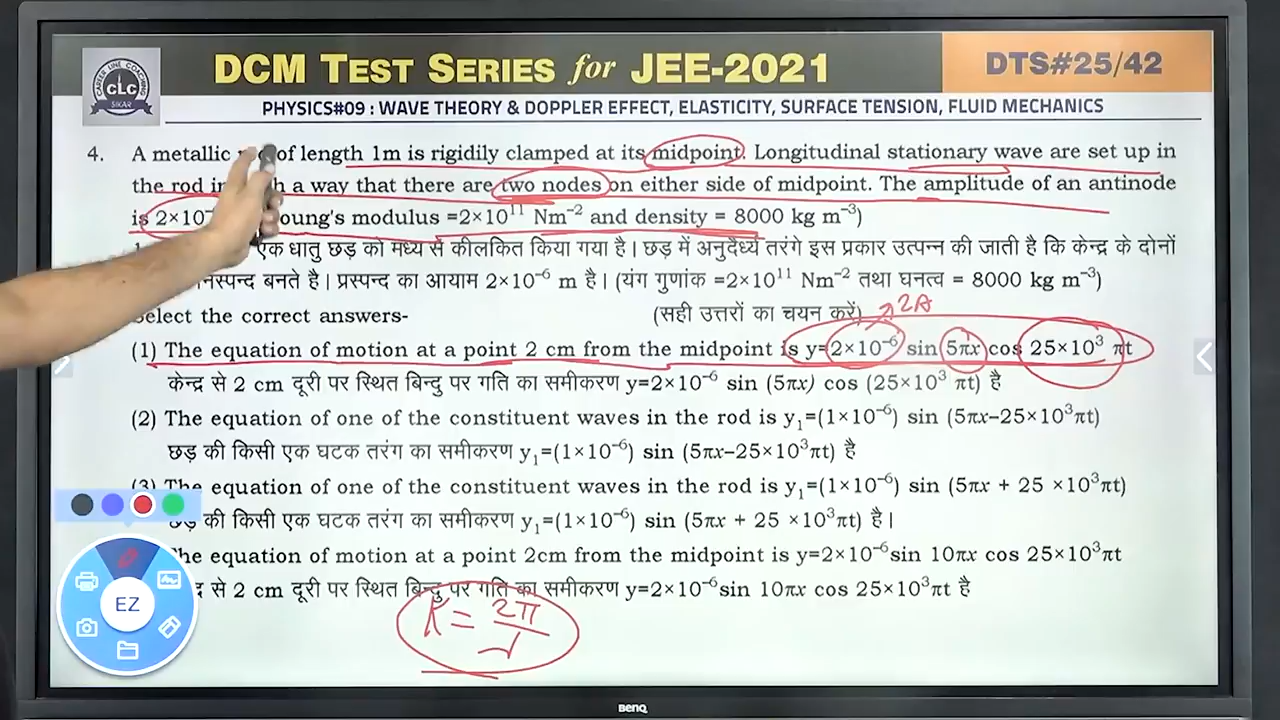 CAREER LINE COACHING
CLC
SIKAR
DCM TEST SERIES for JEE-2021
DTS#25/42
PHYSICS#09 : WAVE THEORY & DOPPLER EFFECT, ELASTICITY, SURFACE TENSION, FLUID MECHANICS
4. A metallic of length 1m is rigidily clamped at its midpoint. Longitudinal stationary wave are set up in
the rod in a way that there are two nodes on either side of midpoint. The amplitude of an antinode
is 2×10⁻ oung's modulus =2×10¹¹ Nm⁻² and density = 8000 kg m⁻³)
एक धातु छड़ को मध्य से कीलकित किया गया है। छड़ में अनुदैर्ध्य तरंगे इस प्रकार उत्पन्न की जाती है कि केन्द्र के दोनों
निस्पन्द बनते है। प्रस्पन्द का आयाम 2×10⁻⁶ m है। (यंग गुणांक =2×10¹¹ Nm⁻² तथा घनत्व = 8000 kg m⁻³)
elect the correct answers- (सही उत्तरों का चयन करें)
2A
(1) The equation of motion at a point 2 cm from the midpoint is y=2×10⁻⁶ sin 5πx cos 25×10³ πt
केन्द्र से 2 cm दूरी पर स्थित बिन्दु पर गति का समीकरण y=2×10⁻⁶ sin (5πx) cos (25×10³ πt) है
(2) The equation of one of the constituent waves in the rod is y₁=(1×10⁻⁶) sin (5πx–25×10³πt)
छड़ की किसी एक घटक तरंग का समीकरण y₁=(1×10⁻⁶) sin (5πx–25×10³πt) है
(3) The equation of one of the constituent waves in the rod is y₁=(1×10⁻⁶) sin (5πx + 25 ×10³πt)
छड़ की किसी एक घटक तरंग का समीकरण y₁=(1×10⁻⁶) sin (5πx + 25 ×10³πt) है।
he equation of motion at a point 2cm from the midpoint is y=2×10⁻⁶sin 10πx cos 25×10³πt
से 2 cm दूरी पर स्थित बिन्दु पर गति का समीकरण y=2×10⁻⁶sin 10πx cos 25×10³πt है
EZ
K = 2π/
BenQ